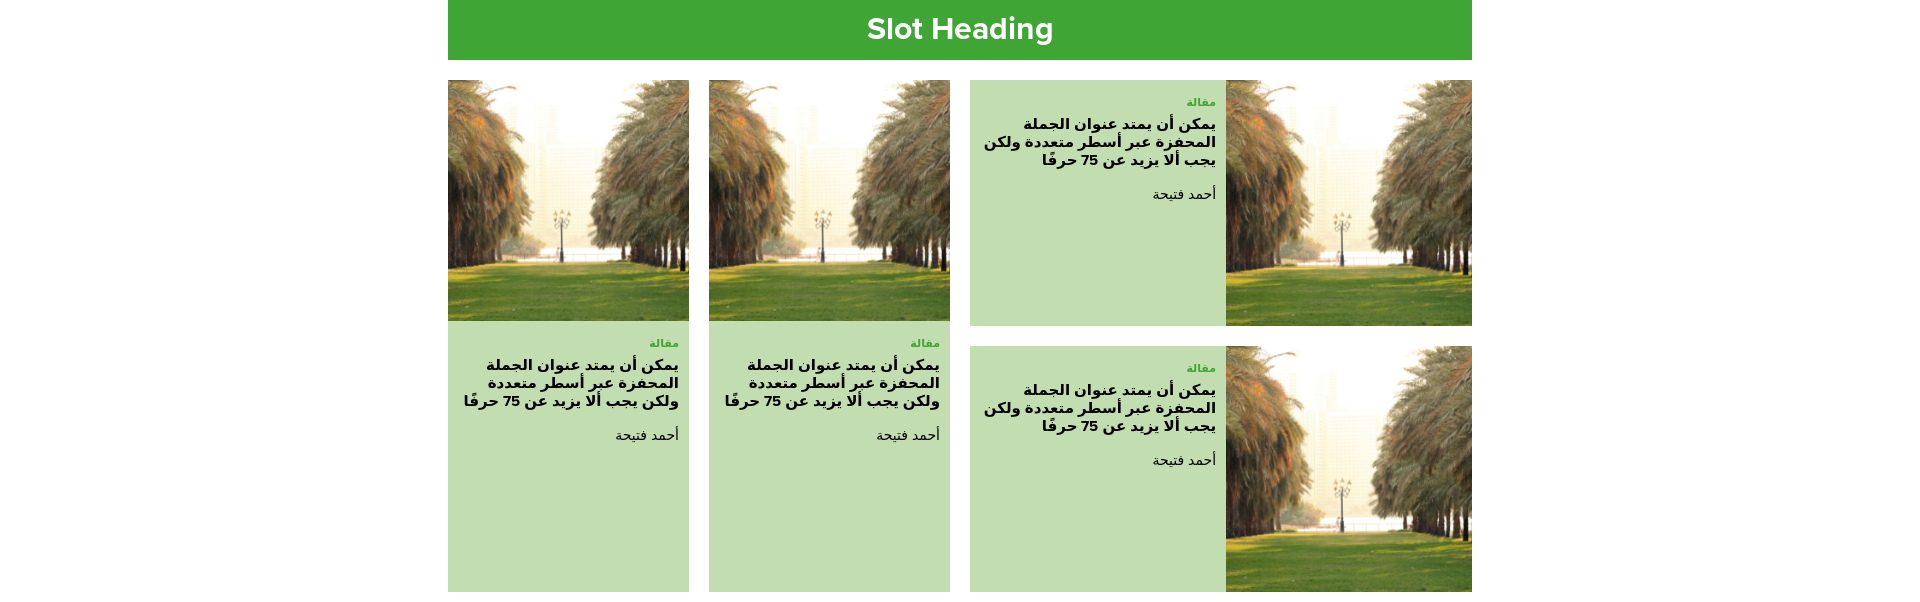 Slot Heading
مقالة
يمكن أن يمتد عنوان الجملة
المحفزة عبر أسطر متعددة ولكن
يجب ألا يزيد عن 75 حرفًا
أحمد فتيحة
مقالة
يمكن أن يمتد عنوان الجملة
المحفزة عبر أسطر متعددة ولكن
يجب ألا يزيد عن 75 حرفًا
أحمد فتيحة
مقالة
يمكن أن يمتد عنوان الجملة
المحفزة عبر أسطر متعددة
ولكن يجب ألا يزيد عن 75 حرفًا
أحمد فتيحة
مقالة
يمكن أن يمتد عنوان الجملة
المحفزة عبر أسطر متعددة
ولكن يجب ألا يزيد عن 75 حرفًا
أحمد فتيحة